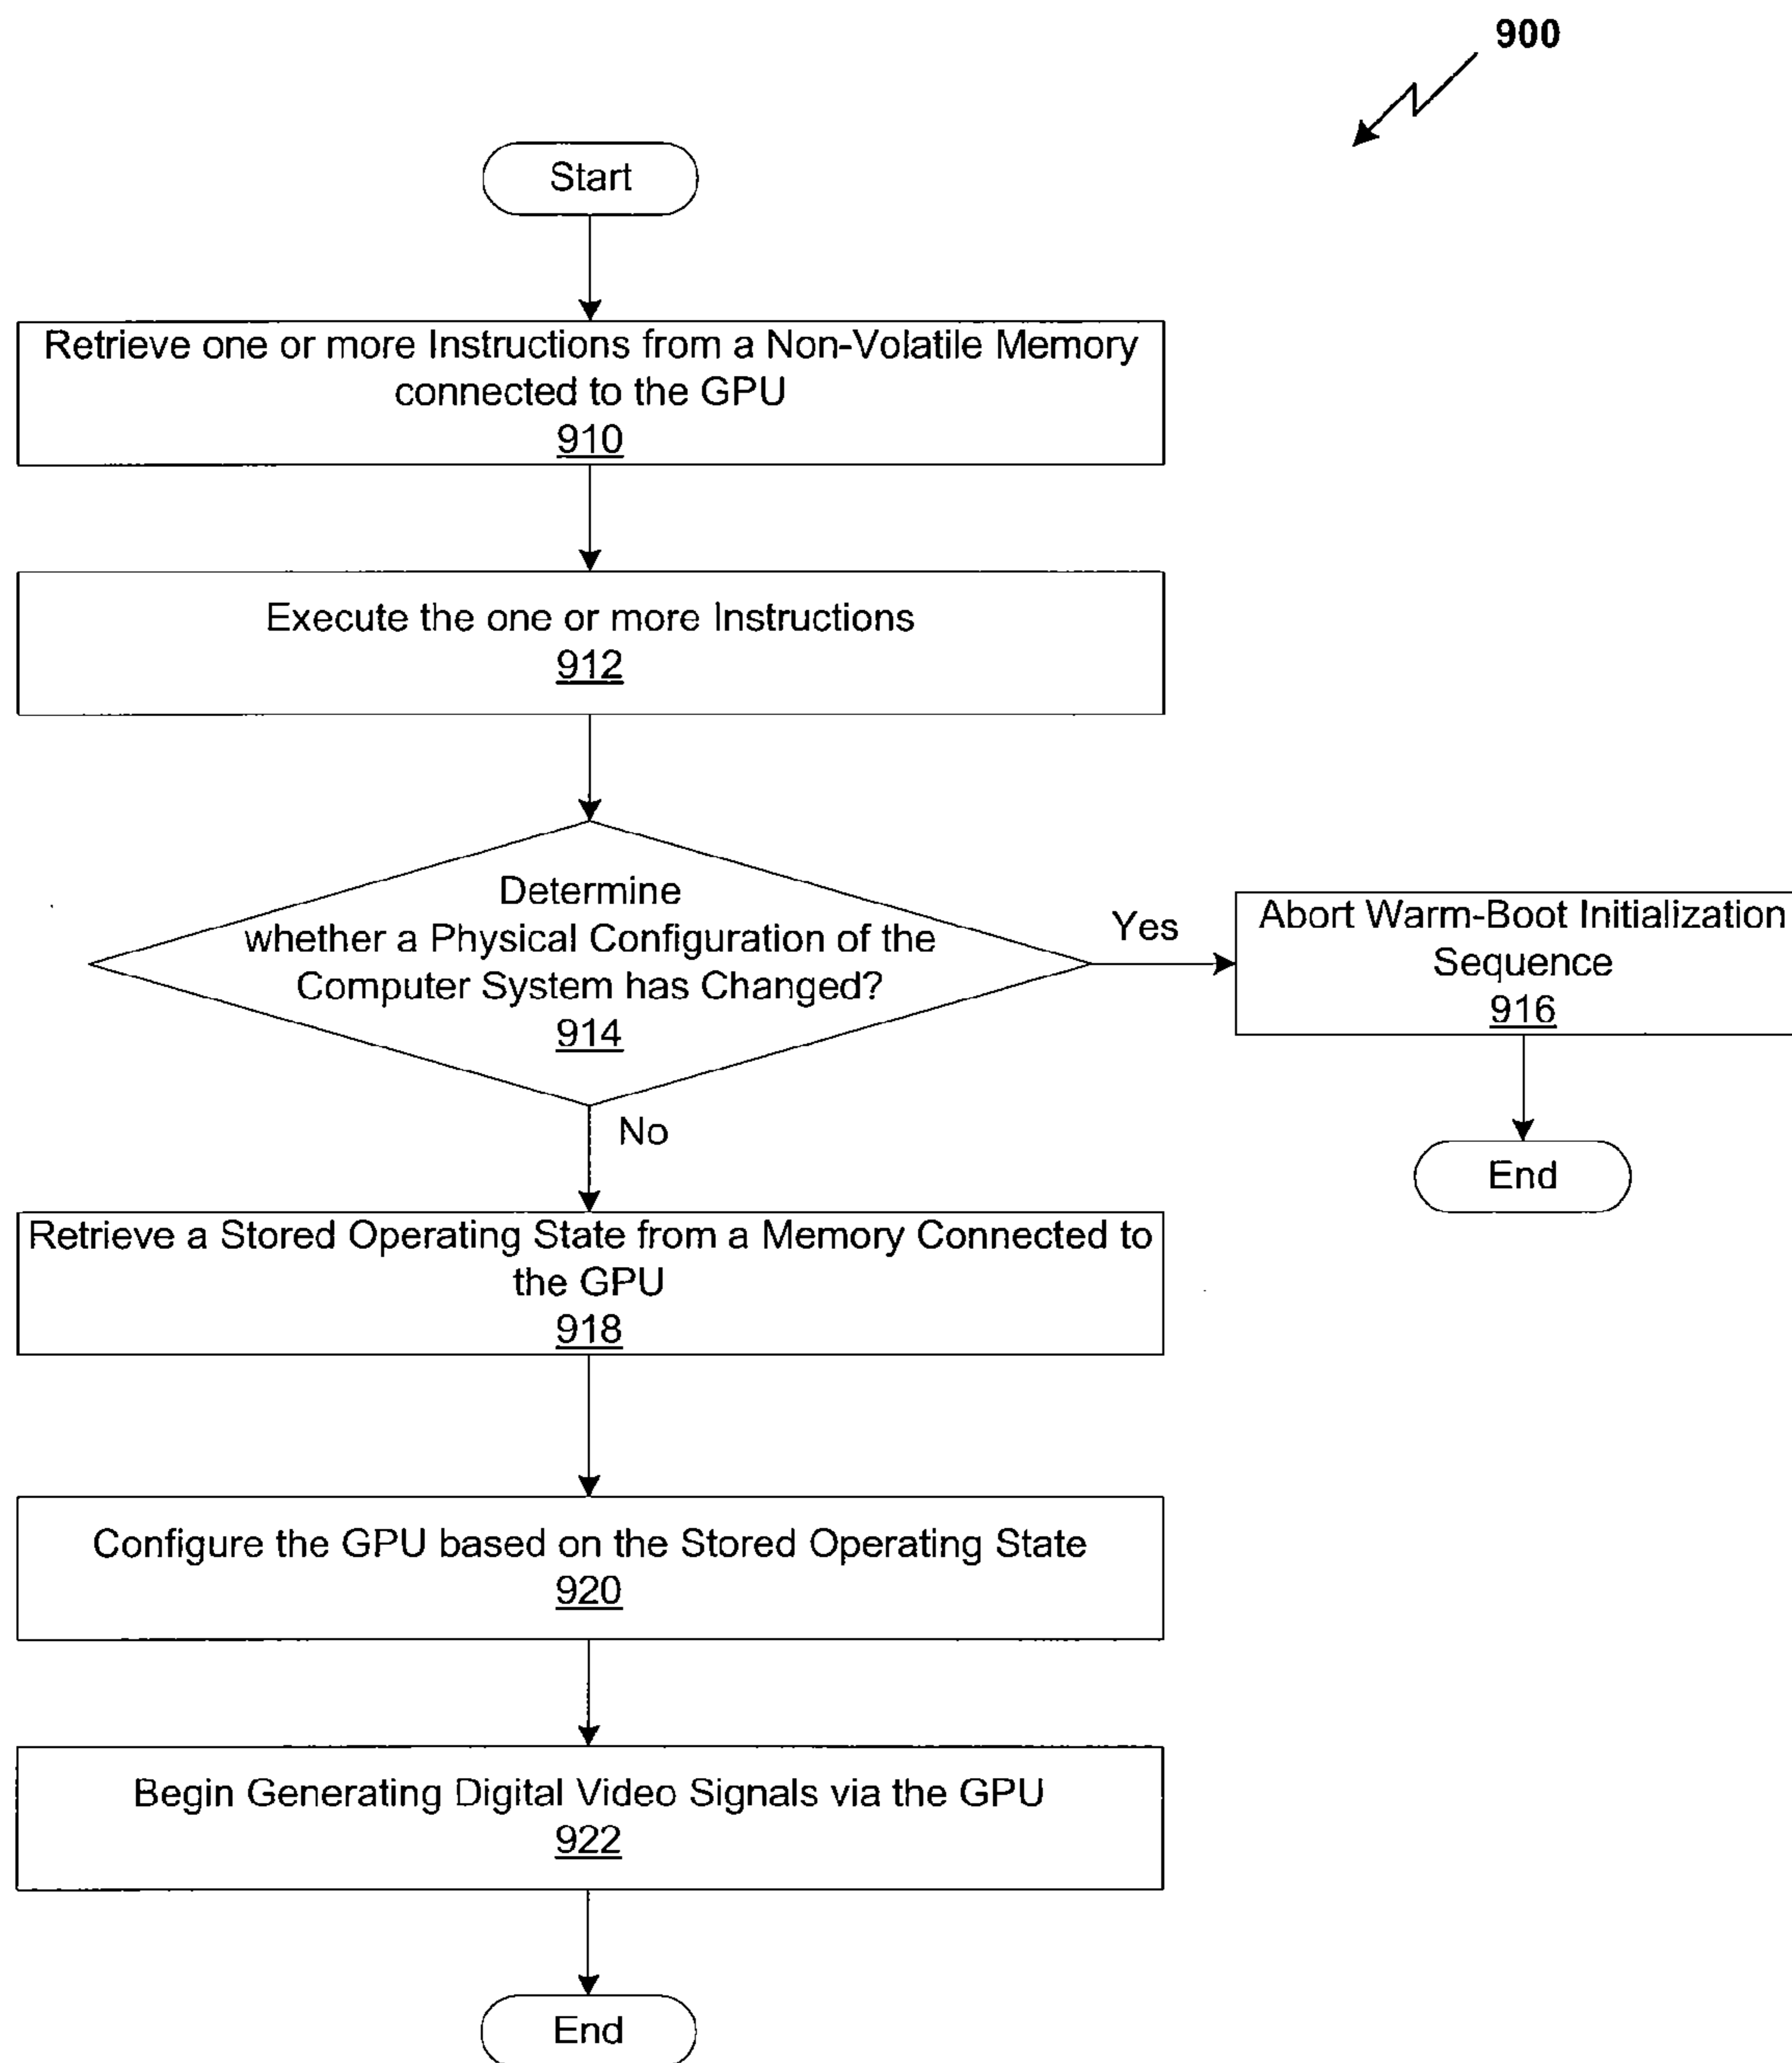 900
Start
Retrieve one or more Instructions from a Non-Volatile Memory
connected to the GPU
910
Execute the one or more Instructions
912
Determine
whether a Physical Configuration of the
Computer System has Changed?
914
Yes
Abort Warm-Boot Initialization
Sequence
916
End
No
Retrieve a Stored Operating State from a Memory Connected to
the GPU
918
Configure the GPU based on the Stored Operating State
920
Begin Generating Digital Video Signals via the GPU
922
End